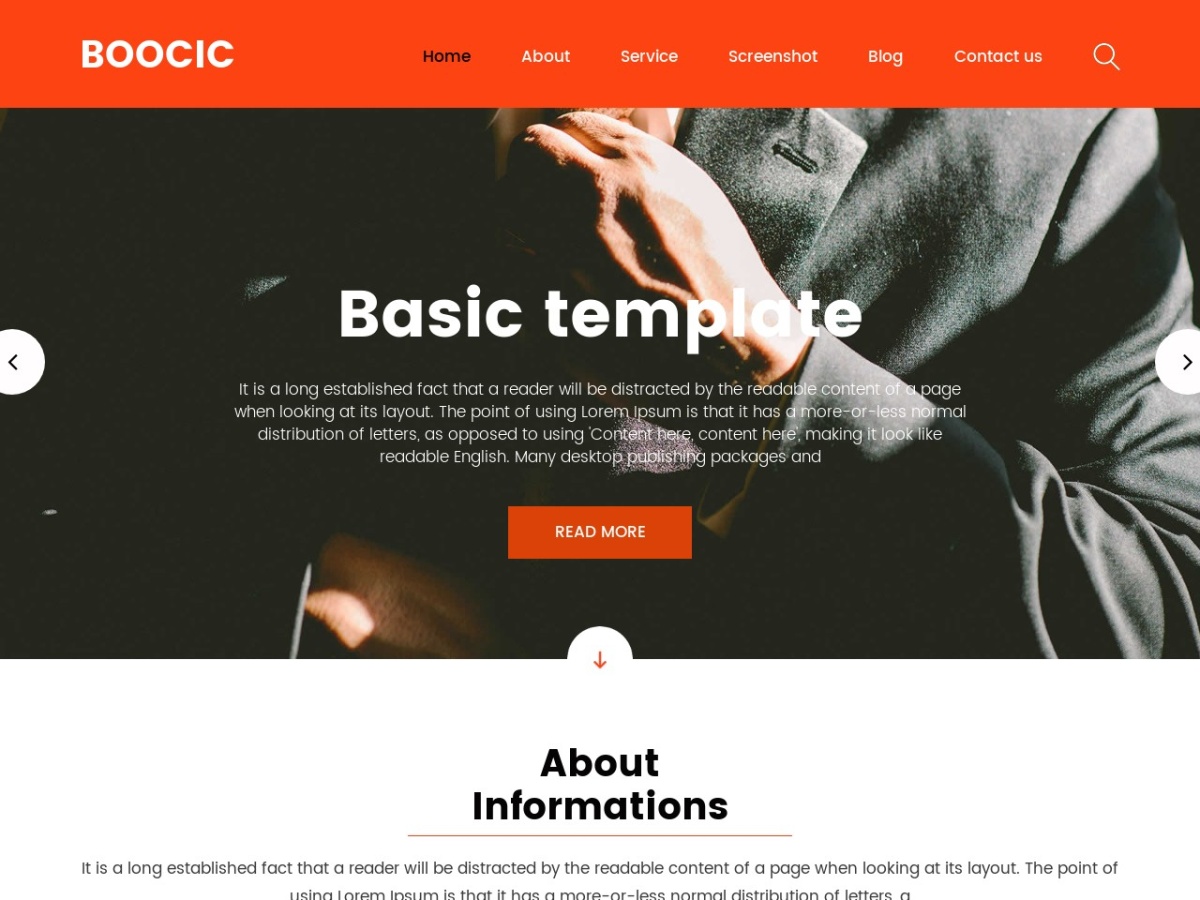 BOOCIC
Home About Service Screenshot Blog Contact us
Basic template
It is a long established fact that a reader will be distracted by the readable content of a page
when looking at its layout. The point of using Lorem Ipsum is that it has a more-or-less normal
distribution of letters, as opposed to using 'Content here, content here', making it look like
readable English. Many desktop publishing packages and
READ MORE
About
Informations
It is a long established fact that a reader will be distracted by the readable content of a page when looking at its layout. The point of
using Lorem Ipsum is that it has a more-or-less normal distribution of letters, a